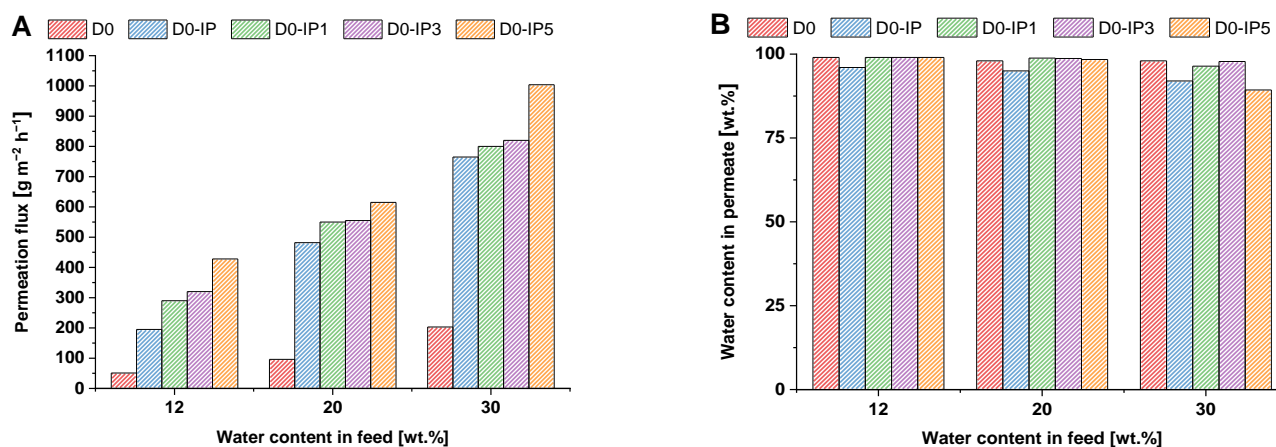 A
D0 D0-IP D0-IP1 D0-IP3 D0-IP5
1100
1000
900
800
700
600
500
400
300
200
100
0
Permeation flux [g m⁻² h⁻¹]
12 20 30
Water content in feed [wt.%]
B
D0 D0-IP D0-IP1 D0-IP3 D0-IP5
100
75
50
25
0
Water content in permeate [wt.%]
12 20 30
Water content in feed [wt.%]